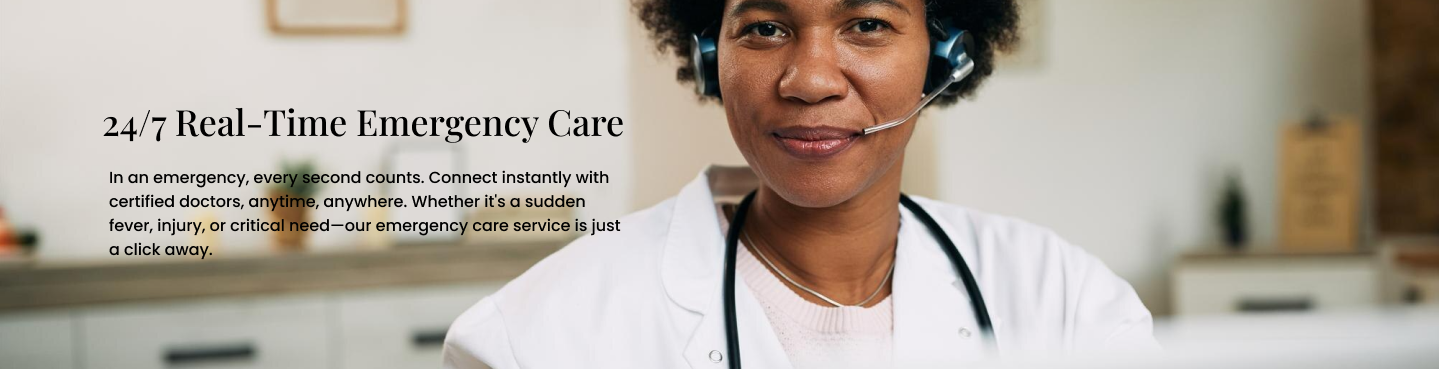 24/7 Real-Time Emergency Care
In an emergency, every second counts. Connect instantly with
certified doctors, anytime, anywhere. Whether it's a sudden
fever, injury, or critical need—our emergency care service is just
a click away.